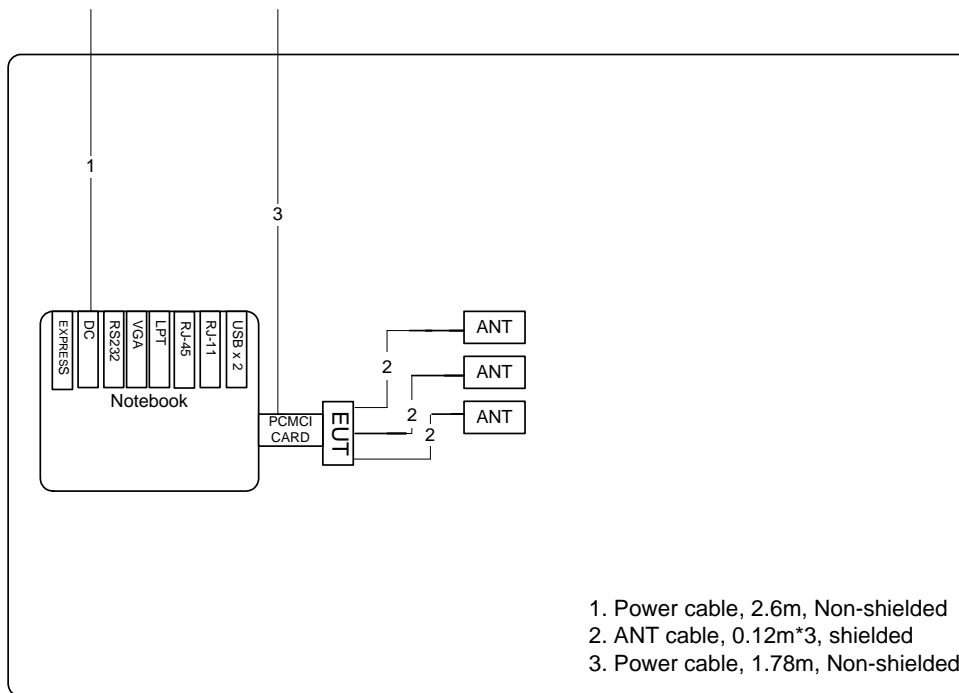 1
3
EXPRESS
DC
RS232
VGA
LPT
RJ-45
RJ-11
USB x 2
Notebook
PCMCI
CARD
EUT
2
2
2
ANT
ANT
ANT
1. Power cable, 2.6m, Non-shielded
2. ANT cable, 0.12m*3, shielded
3. Power cable, 1.78m, Non-shielded